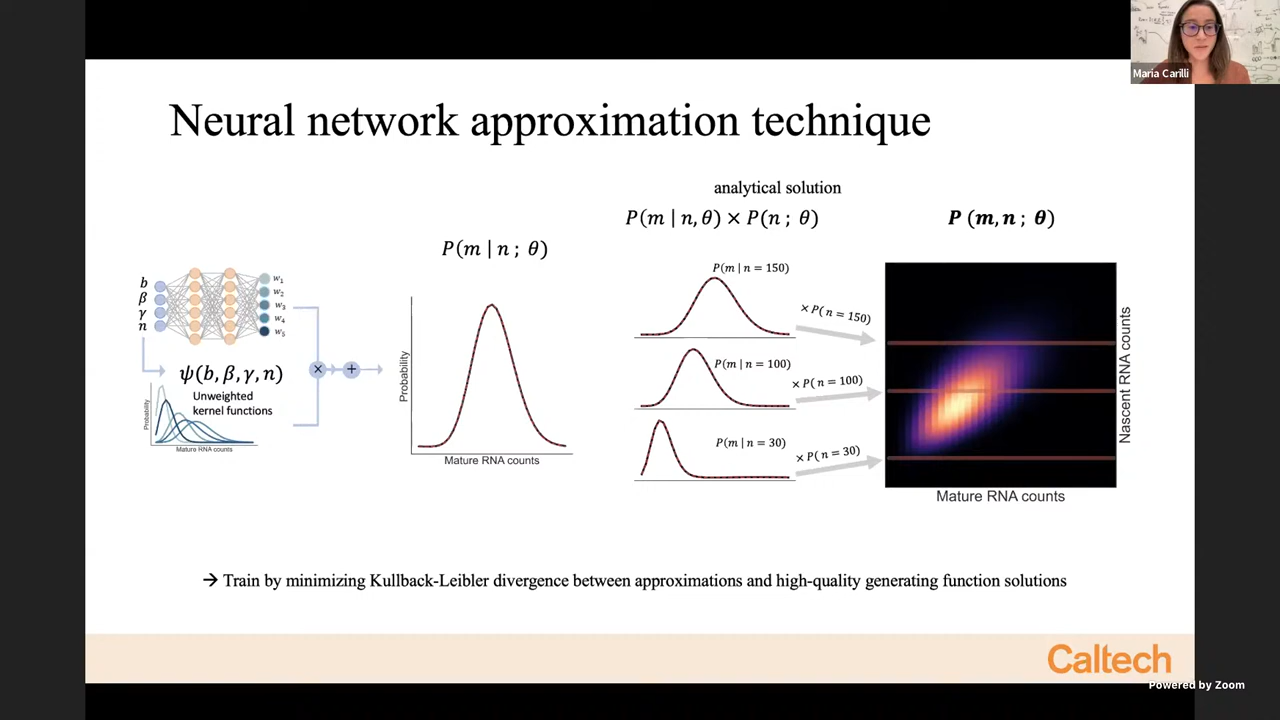 Maria Carilli
Neural network approximation technique
analytical solution
P(m | n, θ) × P(n ; θ)
P (m, n ; θ)
P(m | n ; θ)
b
β
γ
n
w₁
w₂
w₃
w₄
w₅
ψ(b, β, γ, n)
Unweighted
kernel functions
Probability
Mature RNA counts
×
+
Probability
Mature RNA counts
P(m | n = 150)
× P(n = 150)
P(m | n = 100)
× P(n = 100)
P(m | n = 30)
× P(n = 30)
Nascent RNA counts
Mature RNA counts
→ Train by minimizing Kullback-Leibler divergence between approximations and high-quality generating function solutions
Caltech
Powered by Zoom